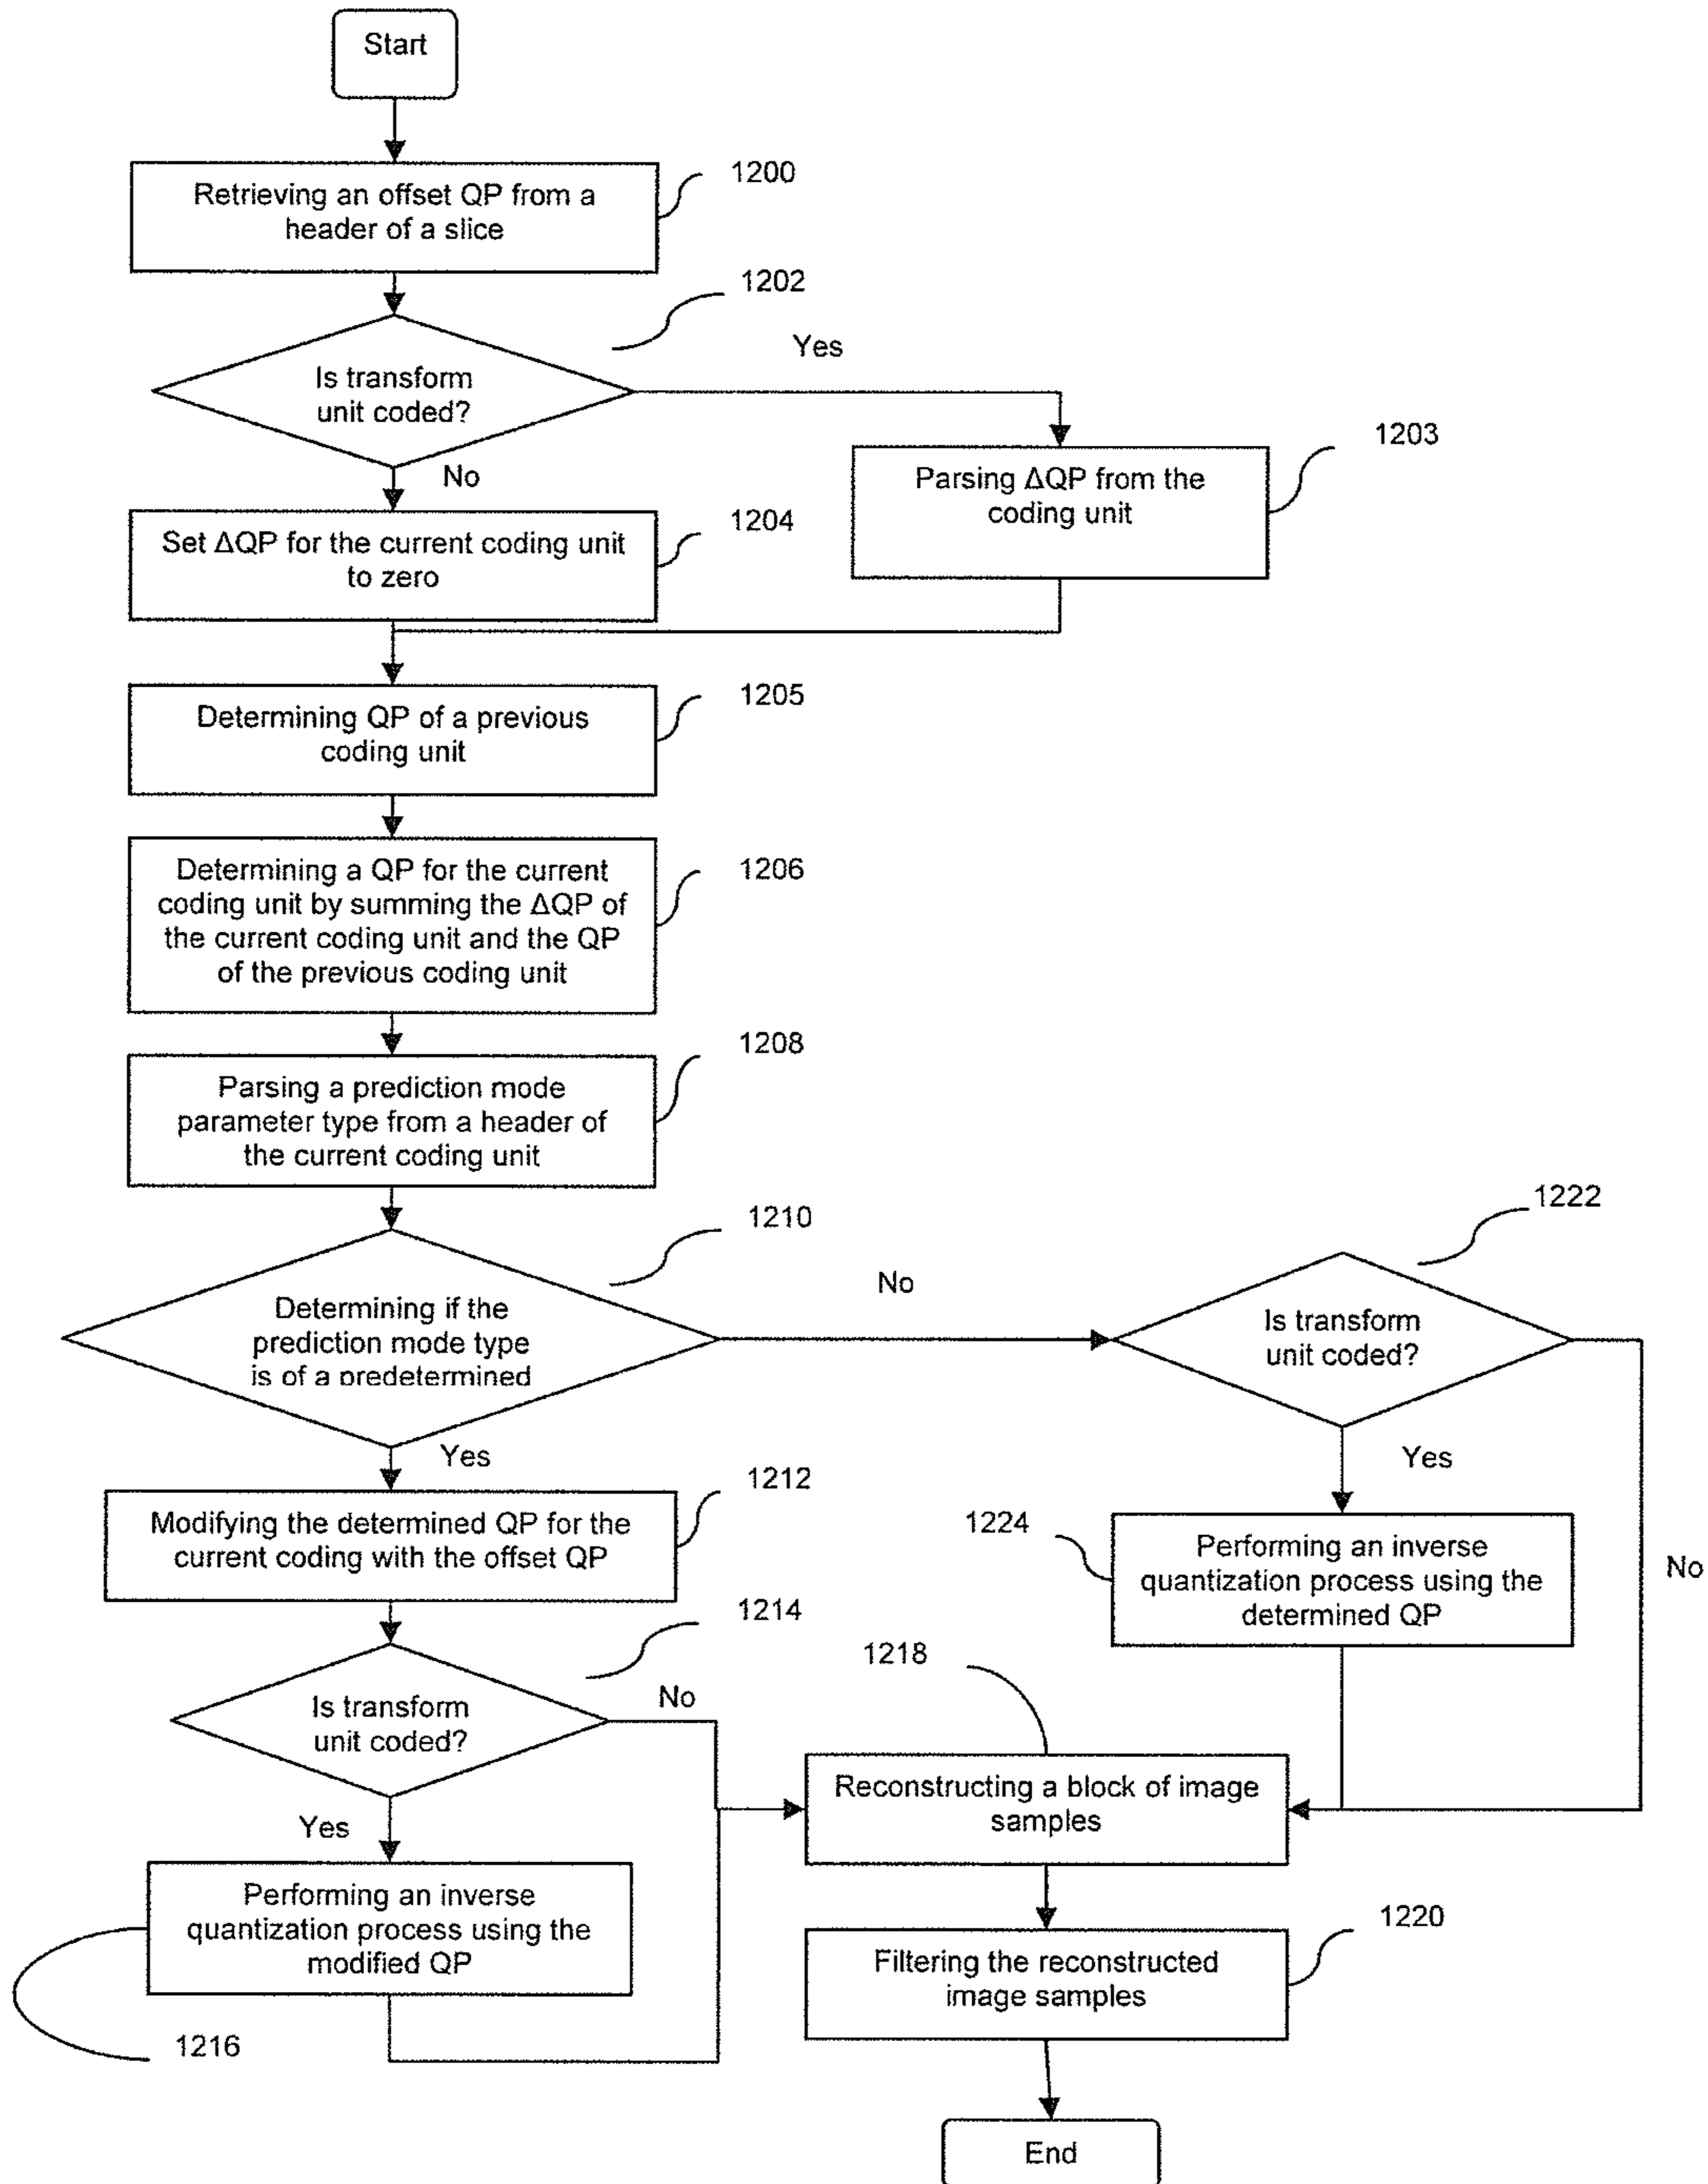 Start
Retrieving an offset QP from a
header of a slice
1200
1202
Is transform
unit coded?
Yes
No
Parsing ΔQP from the
coding unit
1203
Set ΔQP for the current coding unit
to zero
1204
Determining QP of a previous
coding unit
1205
Determining a QP for the current
coding unit by summing the ΔQP of
the current coding unit and the QP
of the previous coding unit
1206
Parsing a prediction mode
parameter type from a header of
the current coding unit
1208
1210
Determining if the
prediction mode type
is of a predetermined
No
1222
Is transform
unit coded?
Yes
Yes
No
Modifying the determined QP for the
current coding with the offset QP
1212
1224
Performing an inverse
quantization process using the
determined QP
1214
Is transform
unit coded?
No
Yes
1218
Reconstructing a block of image
samples
Performing an inverse
quantization process using the
modified QP
1216
Filtering the reconstructed
image samples
1220
End